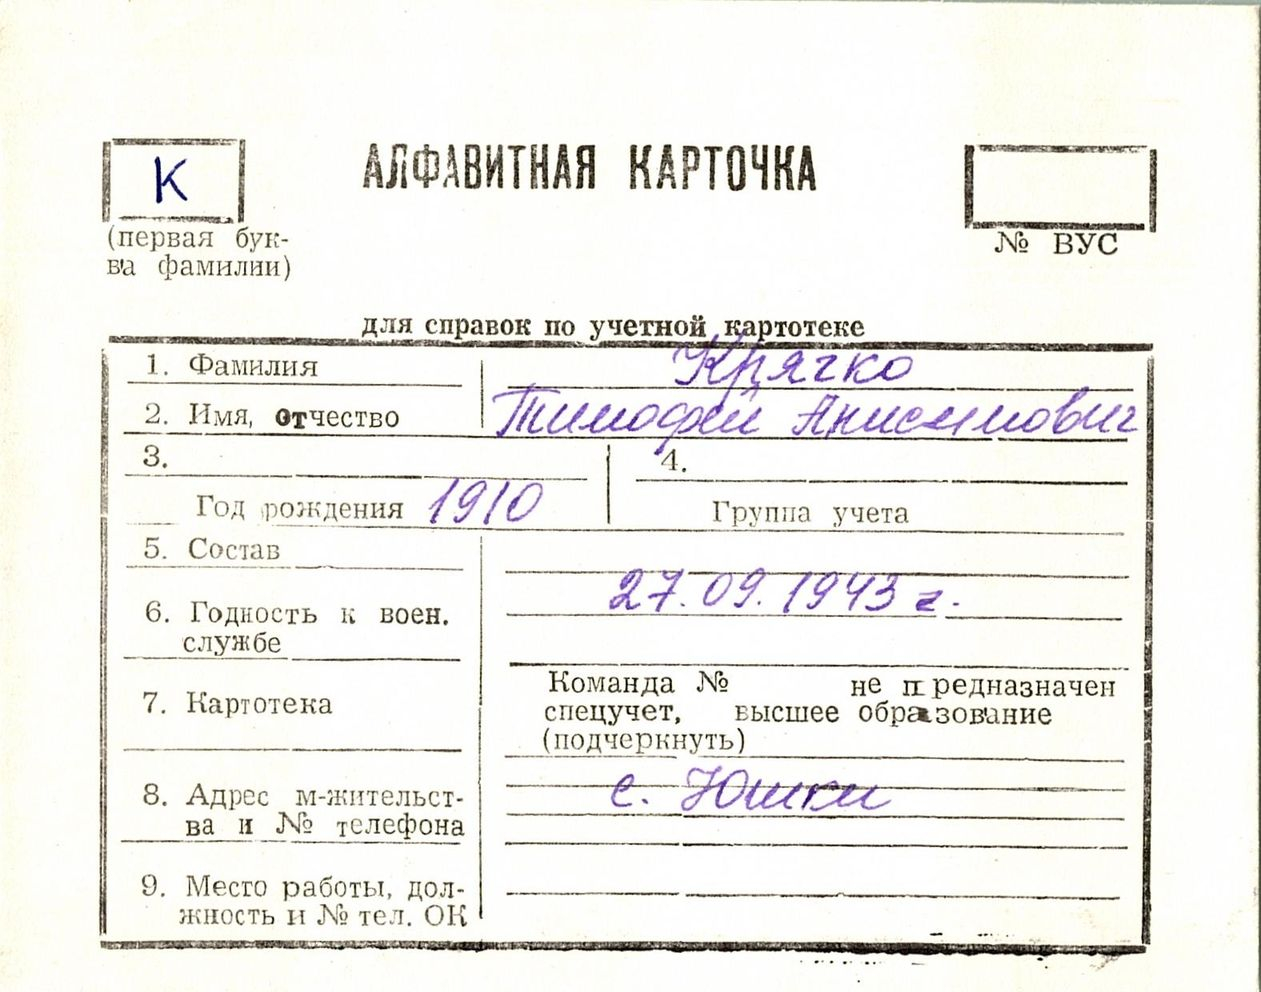 К
АЛФАВИТНАЯ КАРТОЧКА
(первая бук-
ва фамилии)
№ ВУС
для справок по учетной картотеке
1. Фамилия Крячко
2. Имя, отчество Тимофей Анисимович
3. 4.
Год рождения 1910 Группа учета
5. Состав
27.09.1943 г.
6. Годность к воен.
службе
Команда № не предназначен
7. Картотека спецучет, высшее образование
(подчеркнуть)
8. Адрес м-жительст- с. Юшки
ва и № телефона
9. Место работы, дол-
жность и № тел. ОК